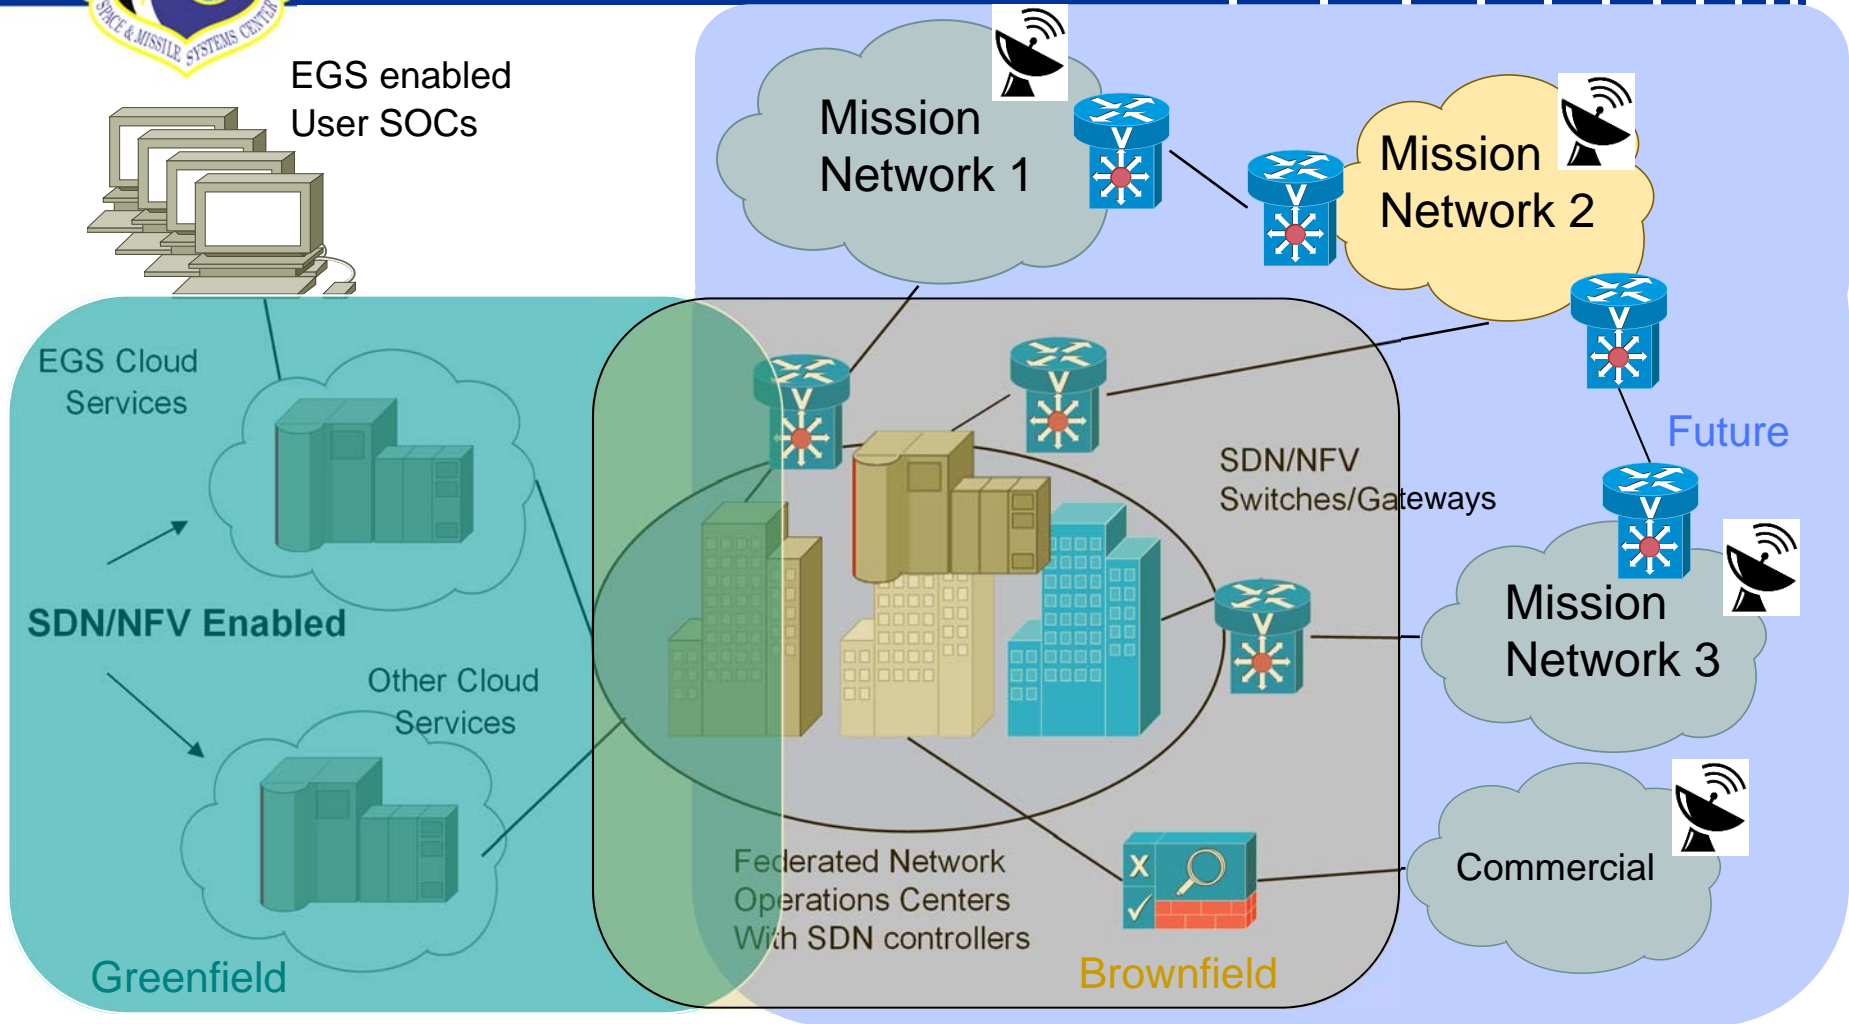 SPACE & MISSILE SYSTEMS CENTER
EGS enabled
User SOCs
Mission
Network 1
V
V
Mission
Network 2
V
EGS Cloud
Services
V
V
Future
SDN/NFV
Switches/Gateways
V
SDN/NFV Enabled
V
Mission
Network 3
Other Cloud
Services
Federated Network
Operations Centers
With SDN controllers
X
Commercial
Greenfield
Brownfield